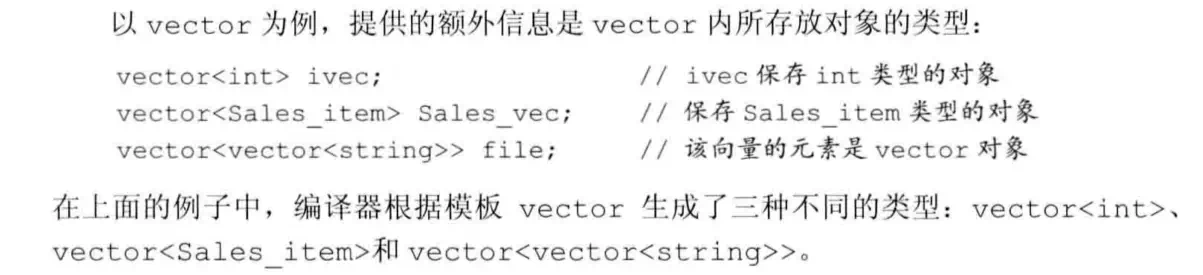 以 vector 为例，提供的额外信息是 vector 内所存放对象的类型：
vector<int> ivec; // ivec 保存 int 类型的对象
vector<Sales_item> Sales_vec; // 保存 Sales_item 类型的对象
vector<vector<string>> file; // 该向量的元素是 vector 对象
在上面的例子中，编译器根据模板 vector 生成了三种不同的类型：vector<int>、
vector<Sales_item>和 vector<vector<string>>。